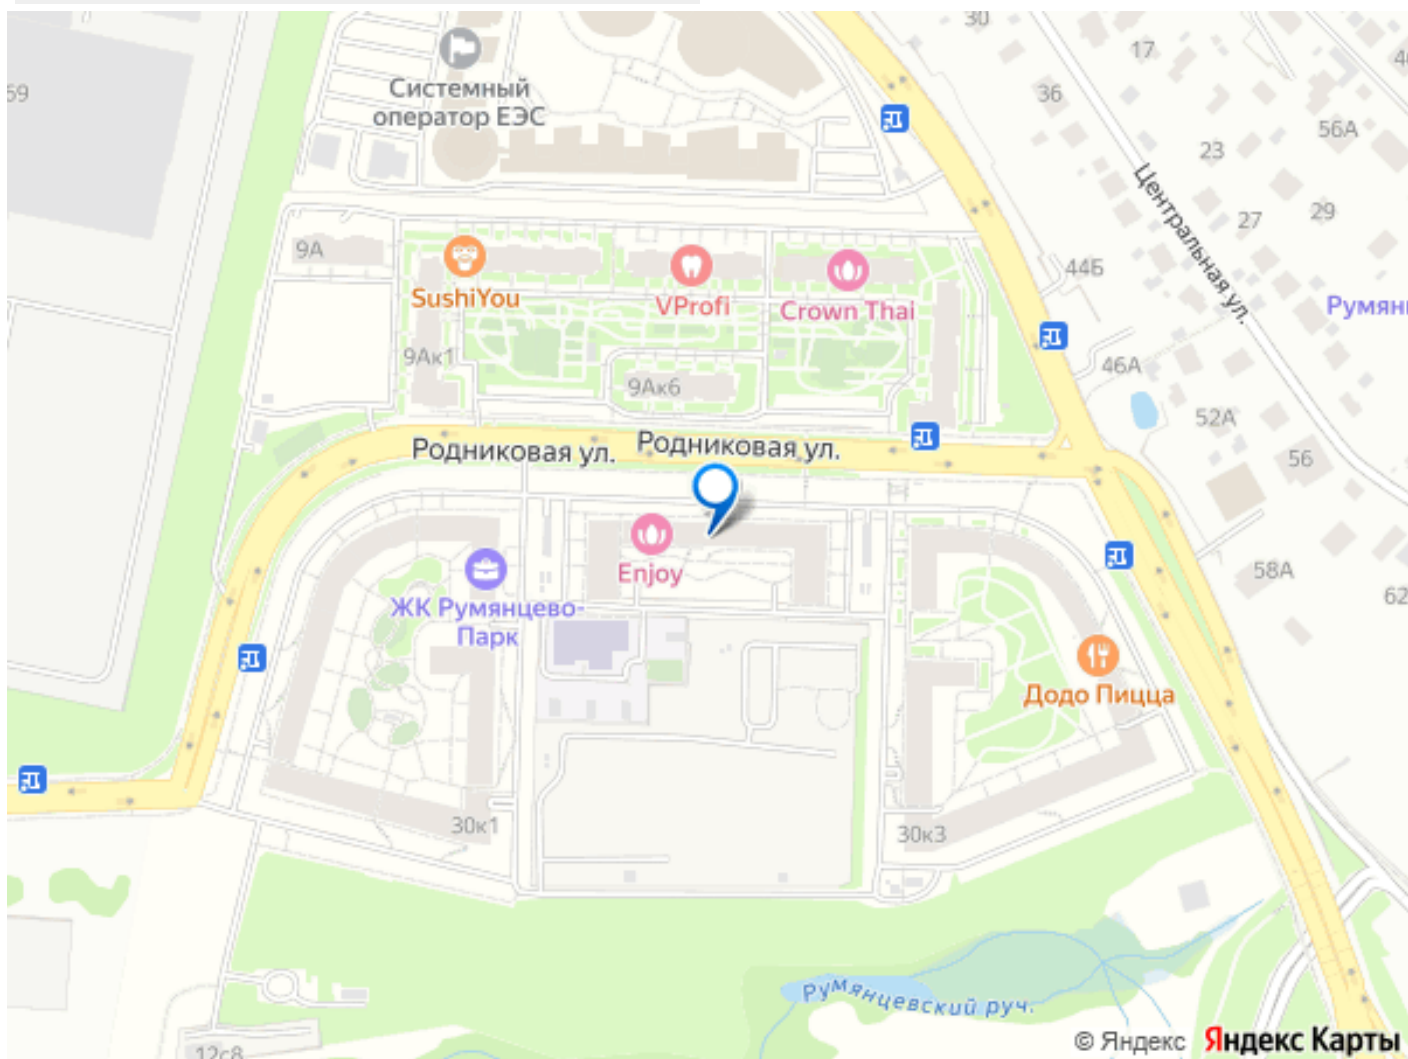 30
17
59
Системный
оператор ЕЭС
36
56А
23
Центральная ул.
27
29
9А
44Б
SushiYou
VProfi
Crown Thai
Румян
9Ак1
46А
9Ак6
52А
Родниковая ул.
Родниковая ул.
56
Enjoy
58А
62
ЖК Румянцево-
Парк
Додо Пицца
30к1
30к3
Румянцевский руч.
12с8
© Яндекс
Яндекс Карты